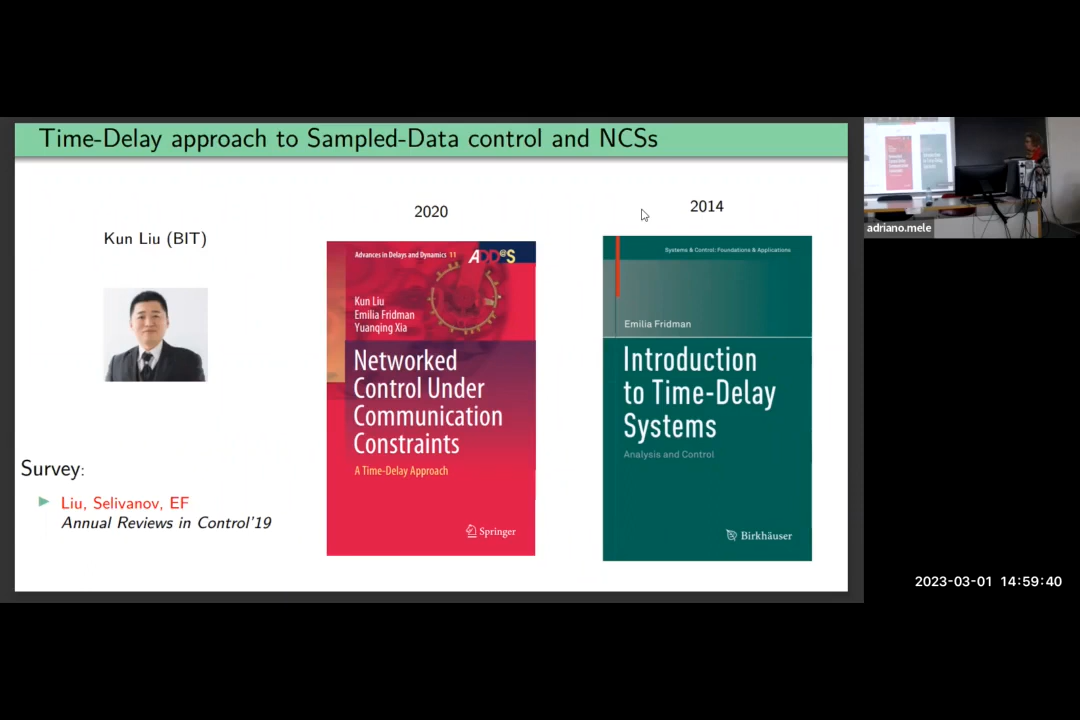 Time-Delay approach to Sampled-Data control and NCSs
Kun Liu (BIT)
2020
2014
Advances in Delays and Dynamics 11
ADD@S
Kun Liu
Emilia Fridman
Yuanqing Xia
Networked
Control Under
Communication
Constraints
A Time-Delay Approach
Springer
Systems & Control: Foundations & Applications
Emilia Fridman
Introduction
to Time-Delay
Systems
Analysis and Control
Birkhäuser
Survey:
Liu, Selivanov, EF
Annual Reviews in Control'19
adriano.mele
2023-03-01 14:59:40